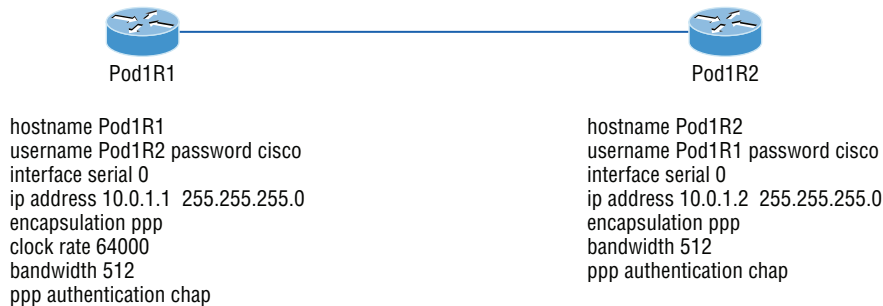 Pod1R1
Pod1R2
hostname Pod1R1
username Pod1R2 password cisco
interface serial 0
ip address 10.0.1.1 255.255.255.0
encapsulation ppp
clock rate 64000
bandwidth 512
ppp authentication chap
hostname Pod1R2
username Pod1R1 password cisco
interface serial 0
ip address 10.0.1.2 255.255.255.0
encapsulation ppp
bandwidth 512
ppp authentication chap